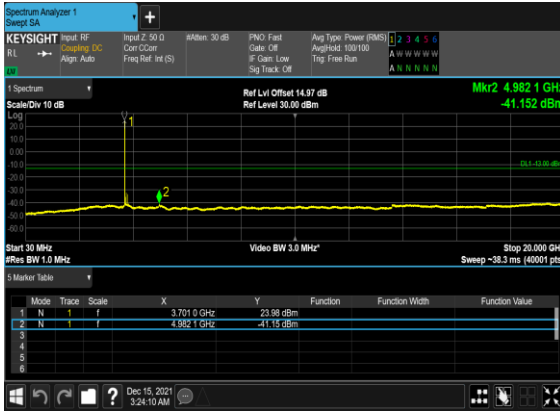 Spectrum Analyzer 1
Swept SA
+
KEYSIGHT Input: RF Input Z: 50 Ω #Atten: 30 dB PNO: Fast Avg Type: Power (RMS) 1 2 3 4 5 6
RL Coupling: DC Corr CCorr Gate: Off Avg|Hold: 100/100 A W W W W W
Align: Auto Freq Ref: Int (S) IF Gain: Low Trig: Free Run
Sig Track: Off A N N N N N
1 Spectrum Ref Lvl Offset 14.97 dB Mkr2 4.982 1 GHz
Scale/Div 10 dB Ref Level 30.00 dBm -41.152 dBm
Log
20.0
10.0
0.00
-10.0
-20.0
-30.0
-40.0
-50.0
-60.0
1
2
DL1 -13.00 dBm
Start 30 MHz Video BW 3.0 MHz* Stop 20.000 GHz
#Res BW 1.0 MHz Sweep ~38.3 ms (40001 pts)
5 Marker Table
Mode Trace Scale X Y Function Function Width Function Value
1 N 1 f 3.701 0 GHz 23.98 dBm
2 N 1 f 4.982 1 GHz -41.15 dBm
3
4
5
6
? Dec 15, 2021
3:24:10 AM